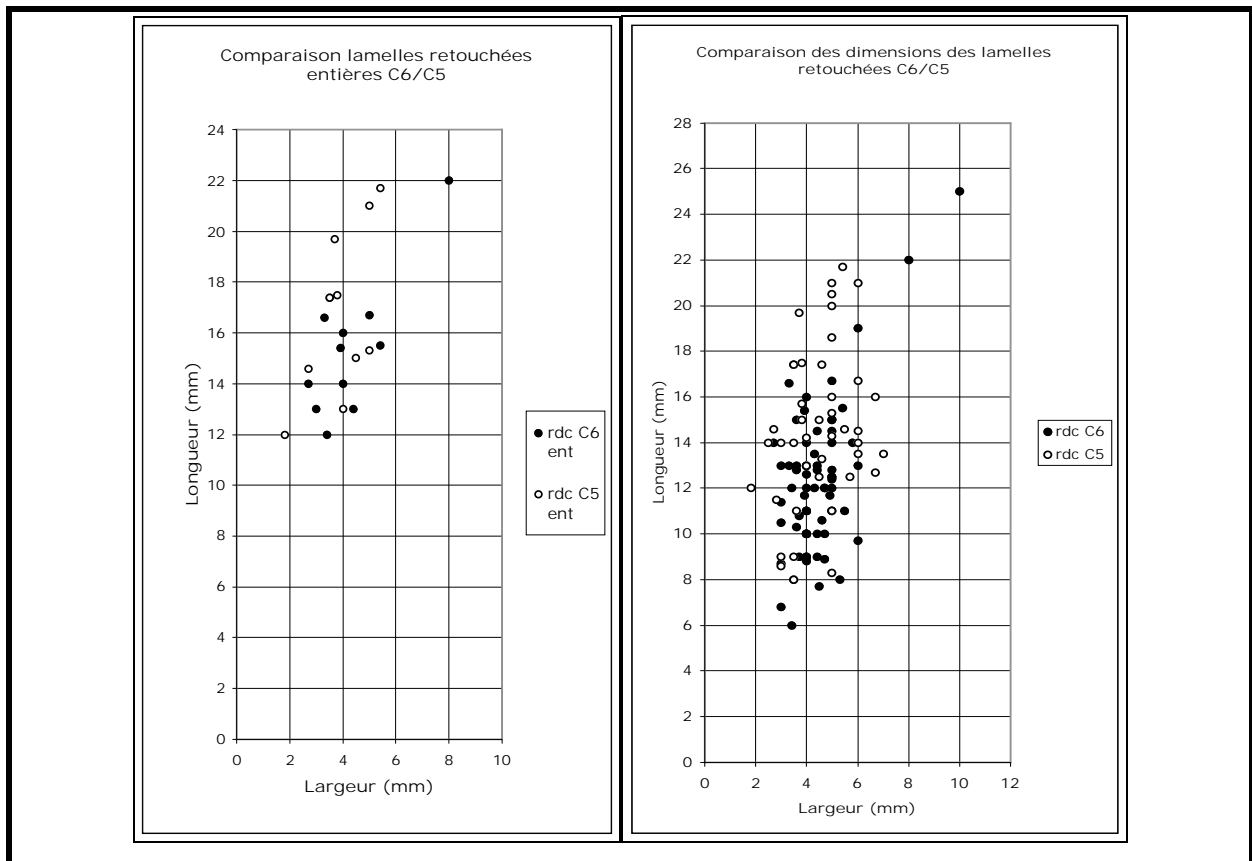 Comparaison lamelles retouchées
entières C6/C5
24
22
20
18
16
14
12
10
8
6
4
2
0
Longueur (mm)
0 2 4 6 8 10
Largeur (mm)
rdc C6
ent
rdc C5
ent
Comparaison des dimensions des lamelles
retouchées C6/C5
28
26
24
22
20
18
16
14
12
10
8
6
4
2
0
Longueur (mm)
0 2 4 6 8 10 12
Largeur (mm)
rdc C6
rdc C5